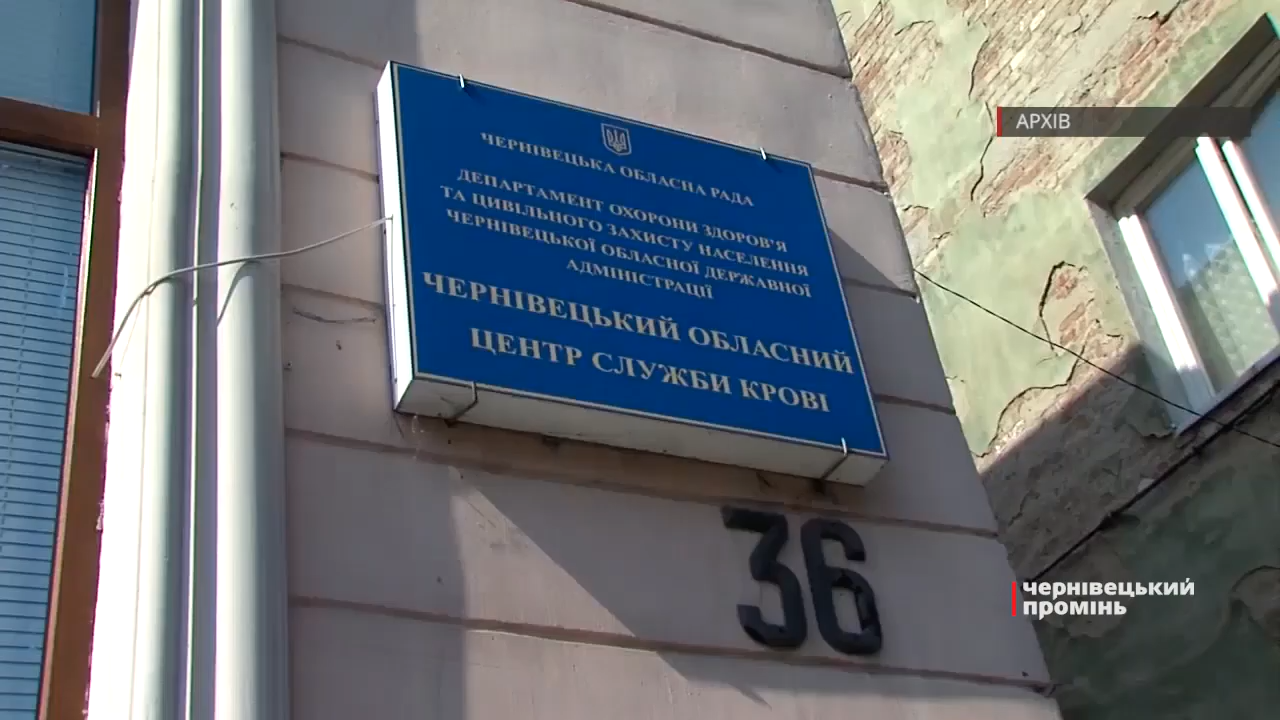 АРХІВ
ЧЕРНІВЕЦЬКА ОБЛАСНА РАДА
ДЕПАРТАМЕНТ ОХОРОНИ ЗДОРОВ'Я
ТА ЦИВІЛЬНОГО ЗАХИСТУ НАСЕЛЕННЯ
ЧЕРНІВЕЦЬКОЇ ОБЛАСНОЇ ДЕРЖАВНОЇ
АДМІНІСТРАЦІЇ
ЧЕРНІВЕЦЬКИЙ ОБЛАСНИЙ
ЦЕНТР СЛУЖБИ КРОВІ
36
ЧЕРНІВЕЦЬКИЙ
ПРОМІНЬ